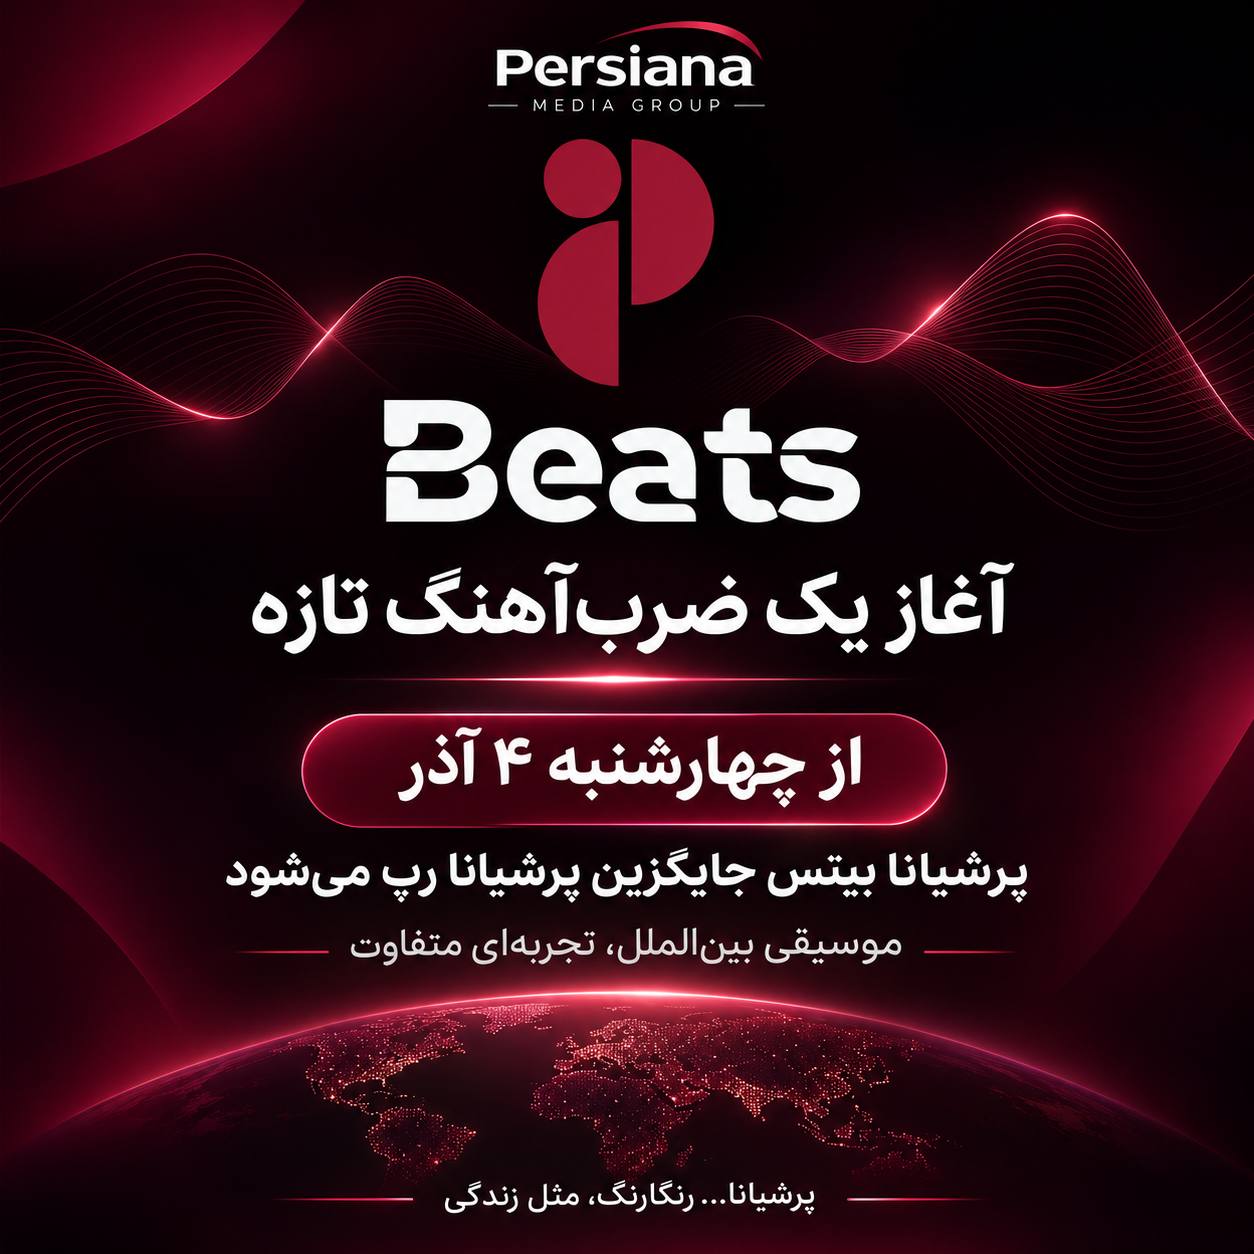 Persiana
MEDIA GROUP
Beats
آغاز یک ضرب‌آهنگ تازه
از چهارشنبه ۴ آذر
پرشیانا بیتس جایگزین پرشیانا رپ می‌شود
موسیقی بین‌الملل، تجربه‌ای متفاوت
پرشیانا... رنگارنگ، مثل زندگی